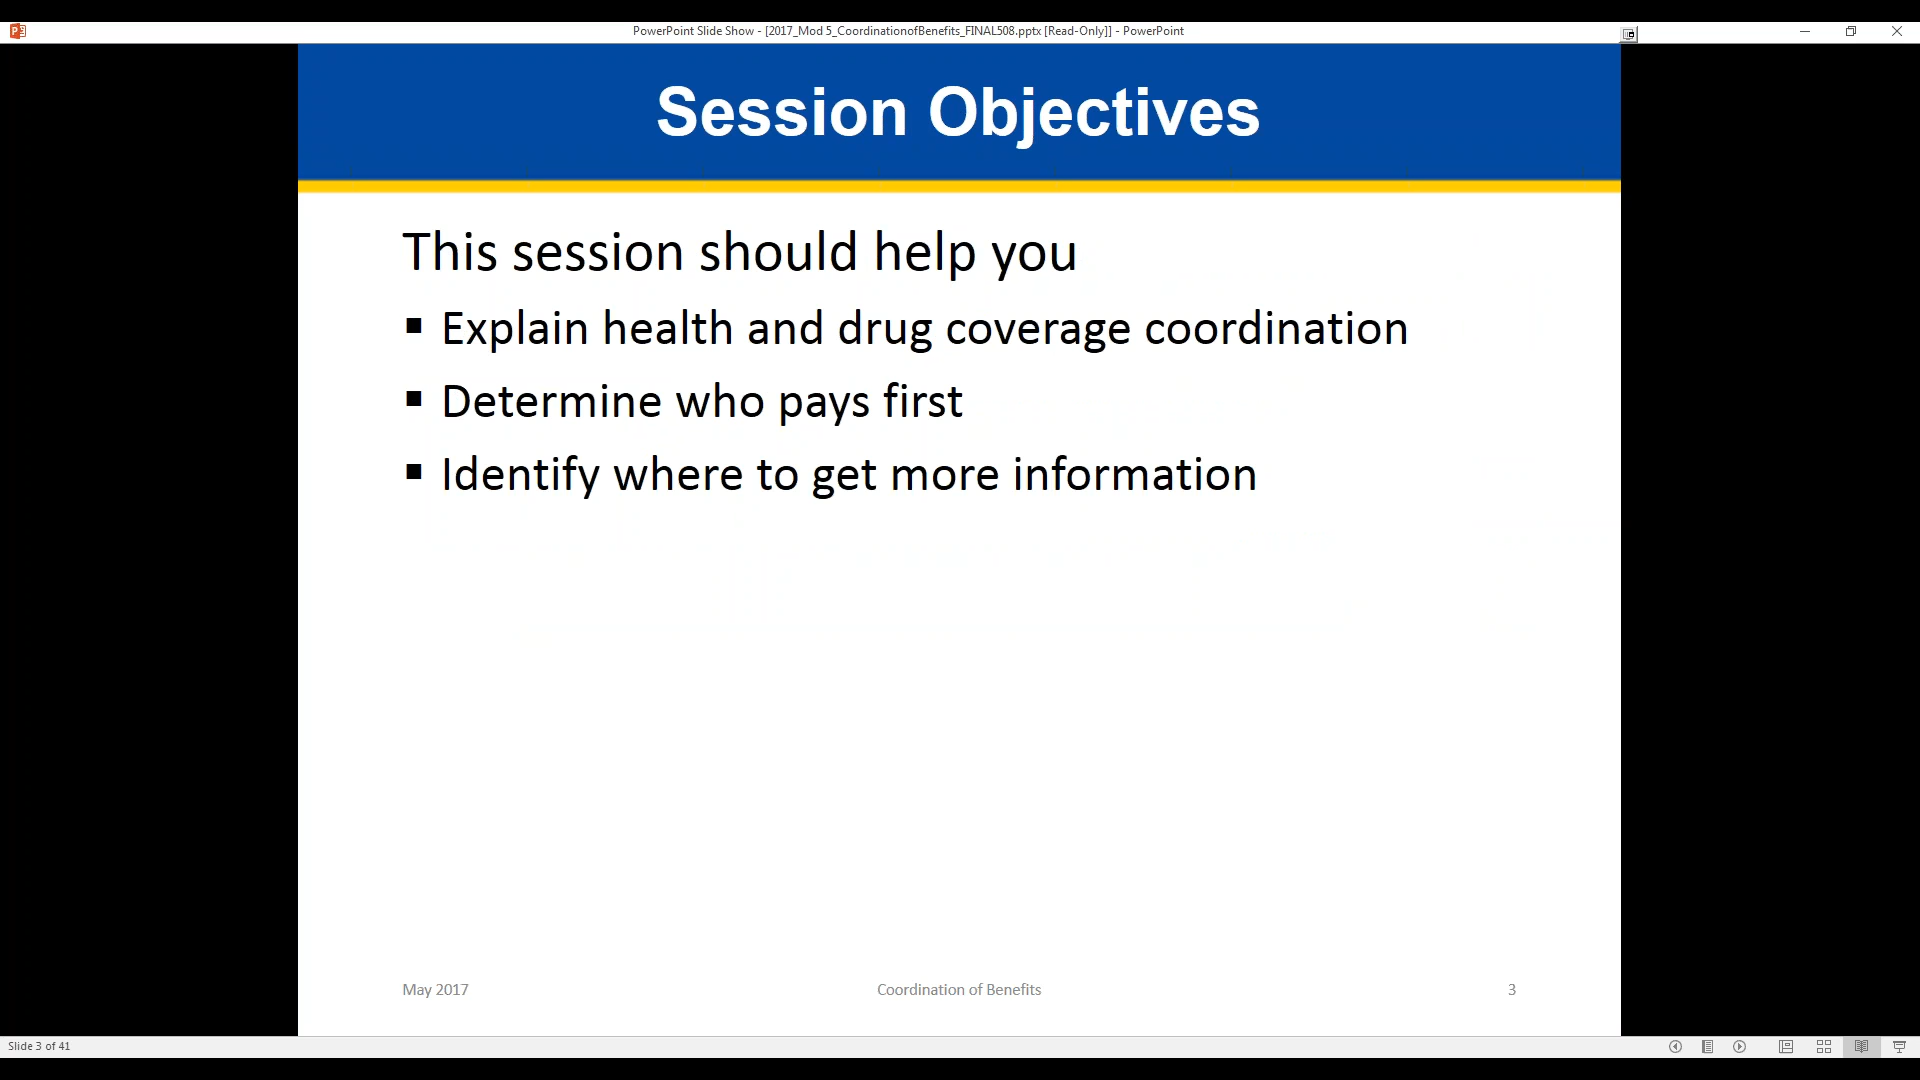 PowerPoint Slide Show - [2017_Mod 5_CoordinationofBenefits_FINAL508.pptx [Read-Only]] - PowerPoint
Session Objectives
This session should help you
▪ Explain health and drug coverage coordination
▪ Determine who pays first
▪ Identify where to get more information
May 2017 Coordination of Benefits 3
Slide 3 of 41